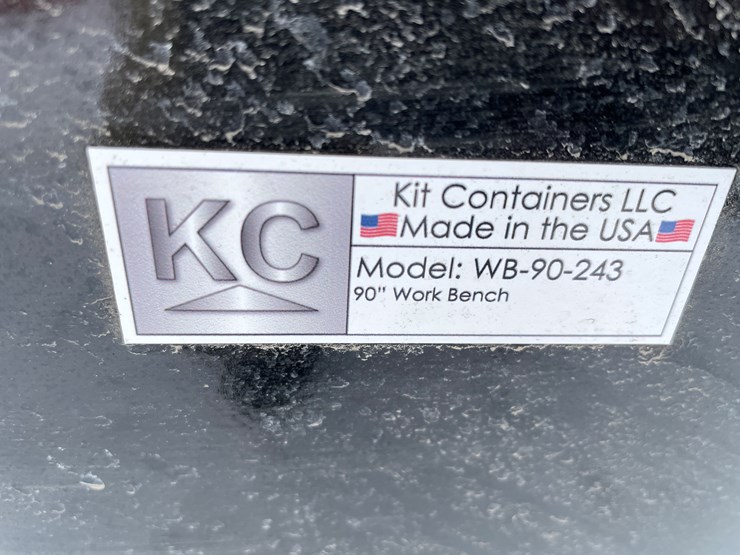 KC
Kit Containers LLC
Made in the USA
Model: WB-90-243
90" Work Bench